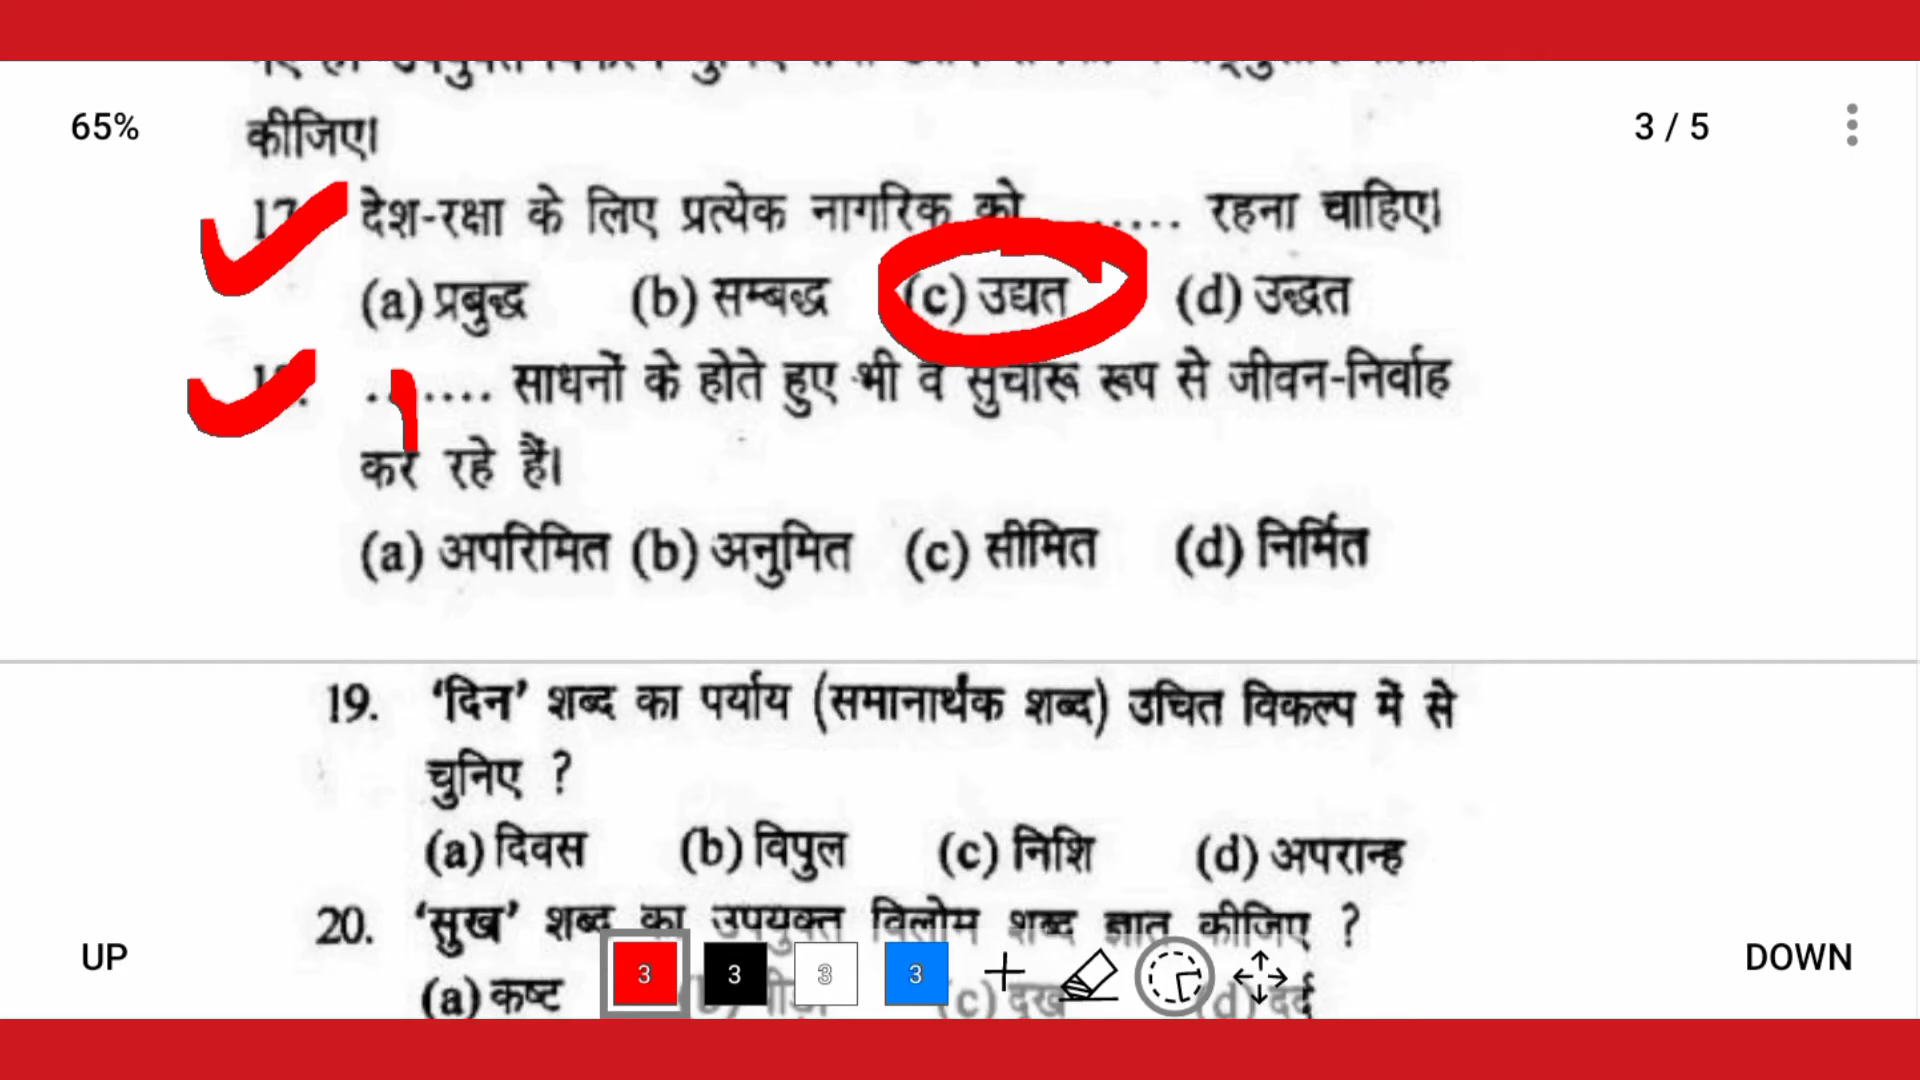 कीजिए।
65%
3 / 5
17. देश-रक्षा के लिए प्रत्येक नागरिक को ........ रहना चाहिए।
(a) प्रबुद्ध (b) सम्बद्ध (c) उद्यत (d) उद्धत
....... साधनों के होते हुए भी वे सुचारू रूप से जीवन-निर्वाह
कर रहे हैं।
(a) अपरिमित (b) अनुमित (c) सीमित (d) निर्मित
19. 'दिन' शब्द का पर्याय (समानार्थक शब्द) उचित विकल्प में से
चुनिए ?
(a) दिवस (b) विपुल (c) निशि (d) अपरान्ह
20. 'सुख' शब्द का उपयुक्त विलोम शब्द ज्ञात कीजिए ?
(a) कष्ट (c) दुख (d) दर्द
UP
3 3 3 3
DOWN